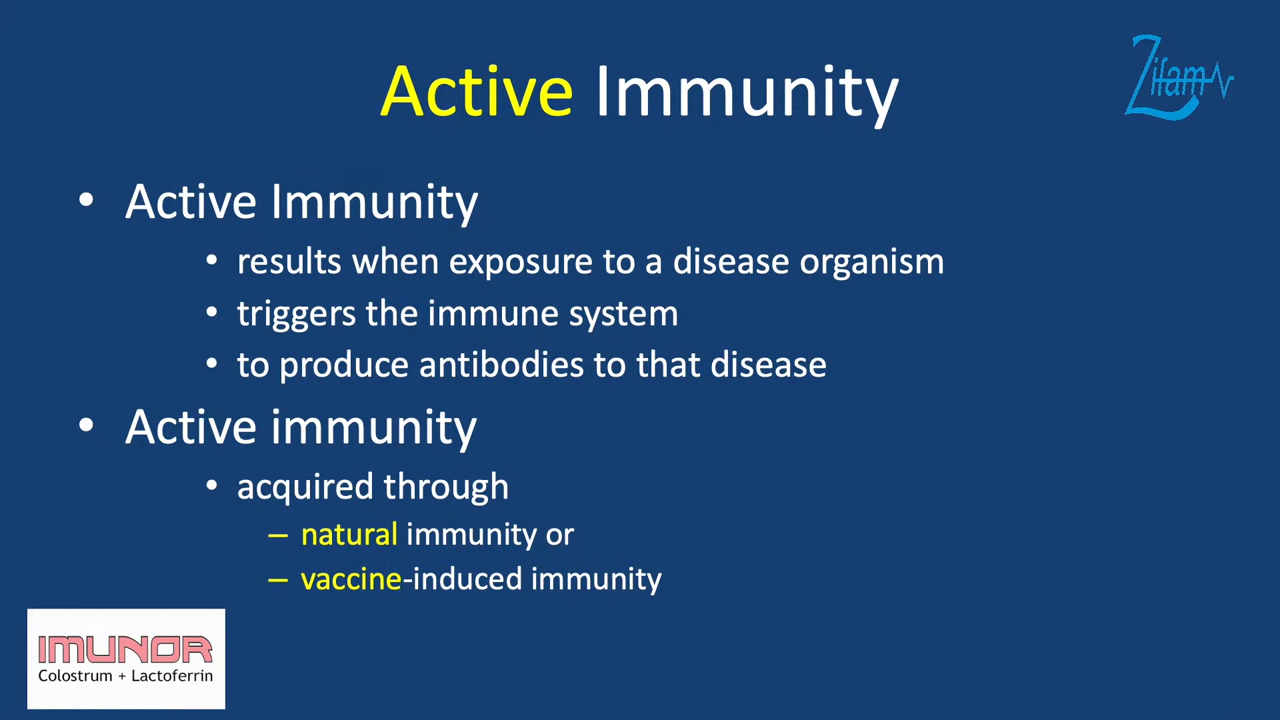 Active Immunity
Zifam
• Active Immunity
• results when exposure to a disease organism
• triggers the immune system
• to produce antibodies to that disease
• Active immunity
• acquired through
– natural immunity or
– vaccine-induced immunity
IMUNOR
Colostrum + Lactoferrin